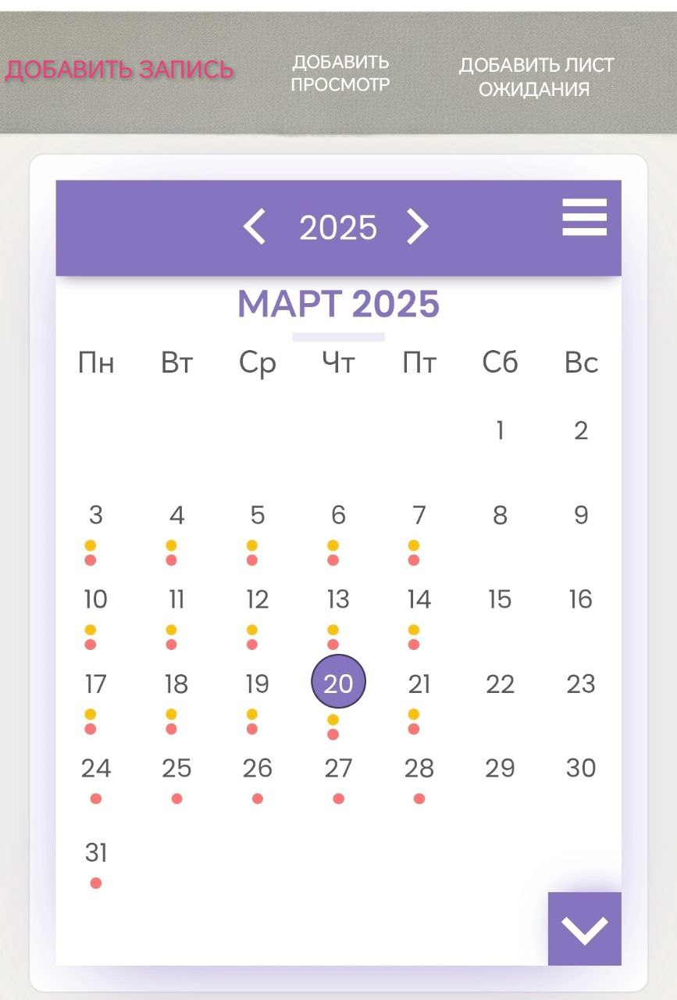 ДОБАВИТЬ ЗАПИСЬ
ДОБАВИТЬ
ПРОСМОТР
ДОБАВИТЬ ЛИСТ
ОЖИДАНИЯ
2025
МАРТ 2025
Пн Вт Ср Чт Пт Сб Вс
1 2
3 4 5 6 7 8 9
10 11 12 13 14 15 16
17 18 19 20 21 22 23
24 25 26 27 28 29 30
31